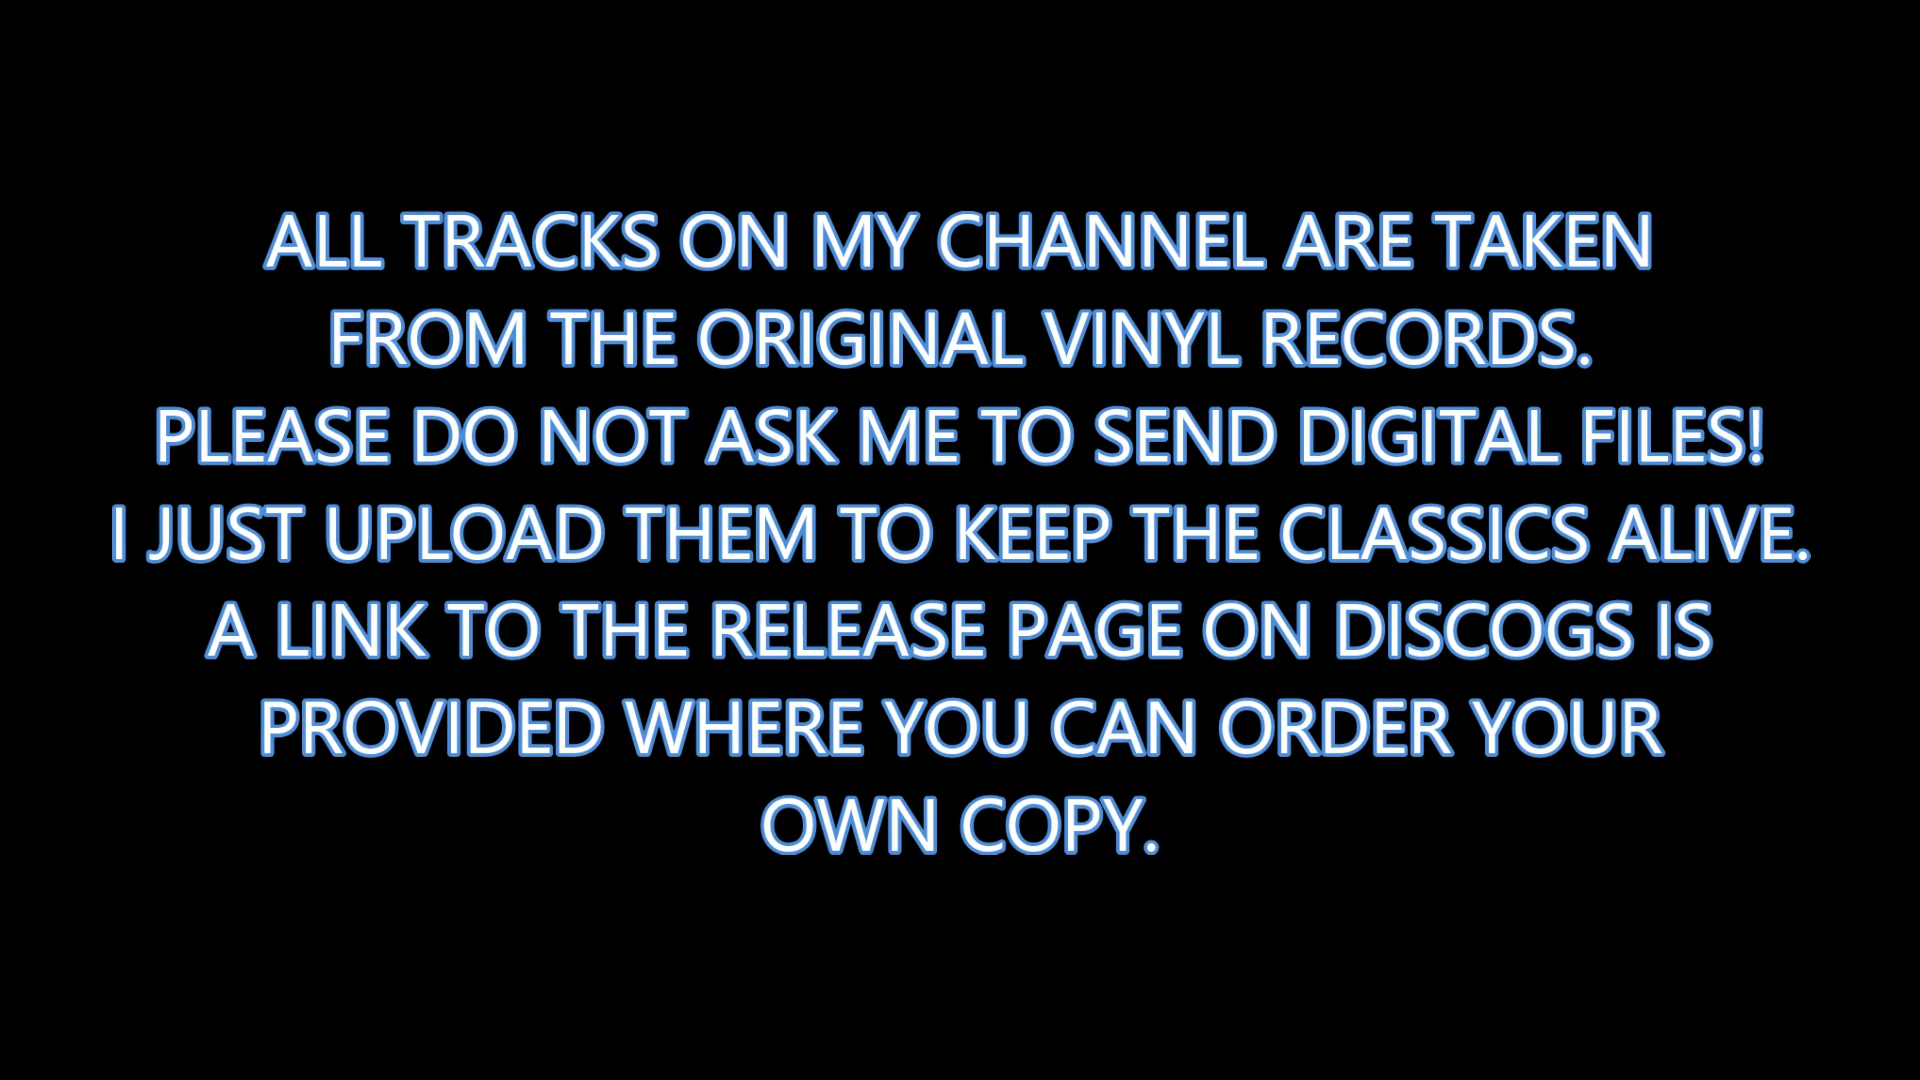 ALL TRACKS ON MY CHANNEL ARE TAKEN
FROM THE ORIGINAL VINYL RECORDS.
PLEASE DO NOT ASK ME TO SEND DIGITAL FILES!
I JUST UPLOAD THEM TO KEEP THE CLASSICS ALIVE.
A LINK TO THE RELEASE PAGE ON DISCOGS IS
PROVIDED WHERE YOU CAN ORDER YOUR
OWN COPY.